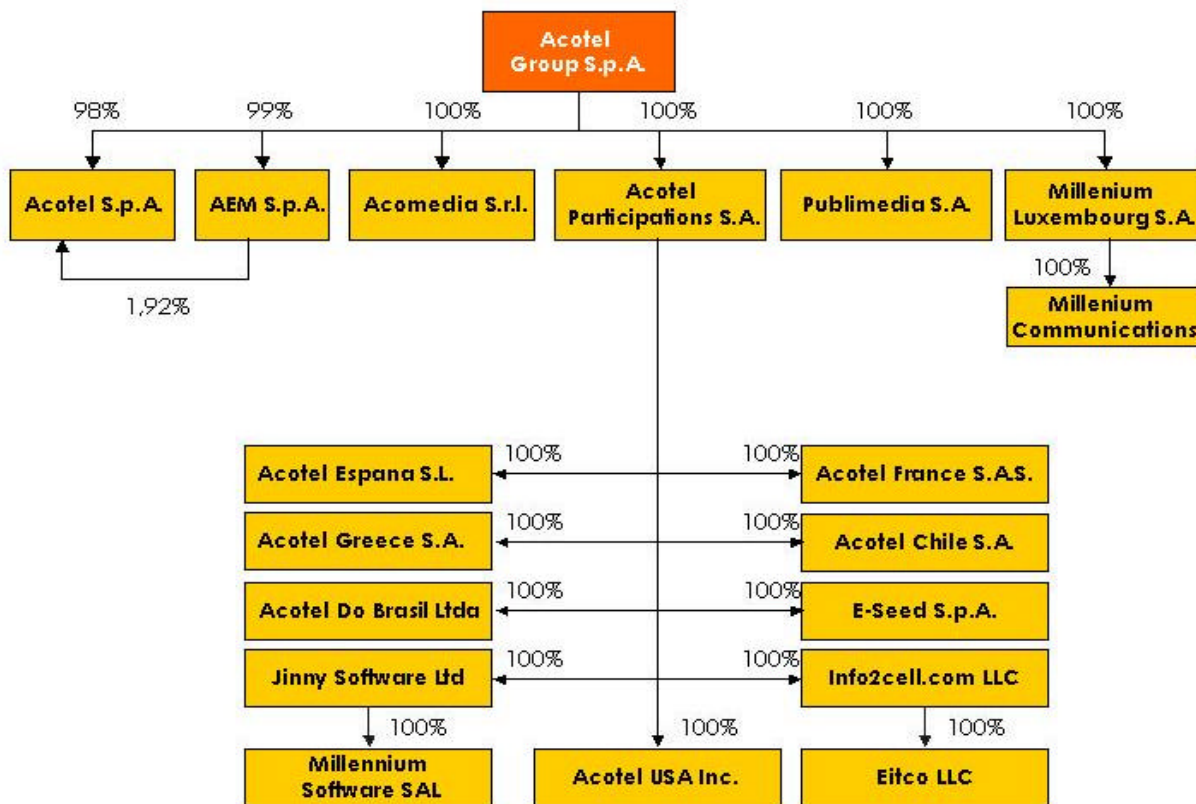 Acotel
Group S.p.A.
98%
99%
100%
100%
100%
100%
Acotel S.p.A.
AEM S.p.A.
Acomedia S.r.l.
Acotel
Participations S.A.
Publimedia S.A.
Millenium
Luxembourg S.A.
1,92%
100%
Millenium
Communications
100%
100%
Acotel Espana S.L.
Acotel France S.A.S.
100%
100%
Acotel Greece S.A.
Acotel Chile S.A.
100%
100%
Acotel Do Brasil Ltda
E-Seed S.p.A.
100%
100%
Jinny Software Ltd
Info2cell.com LLC
100%
100%
100%
Millennium
Software SAL
Acotel USA Inc.
Eitco LLC